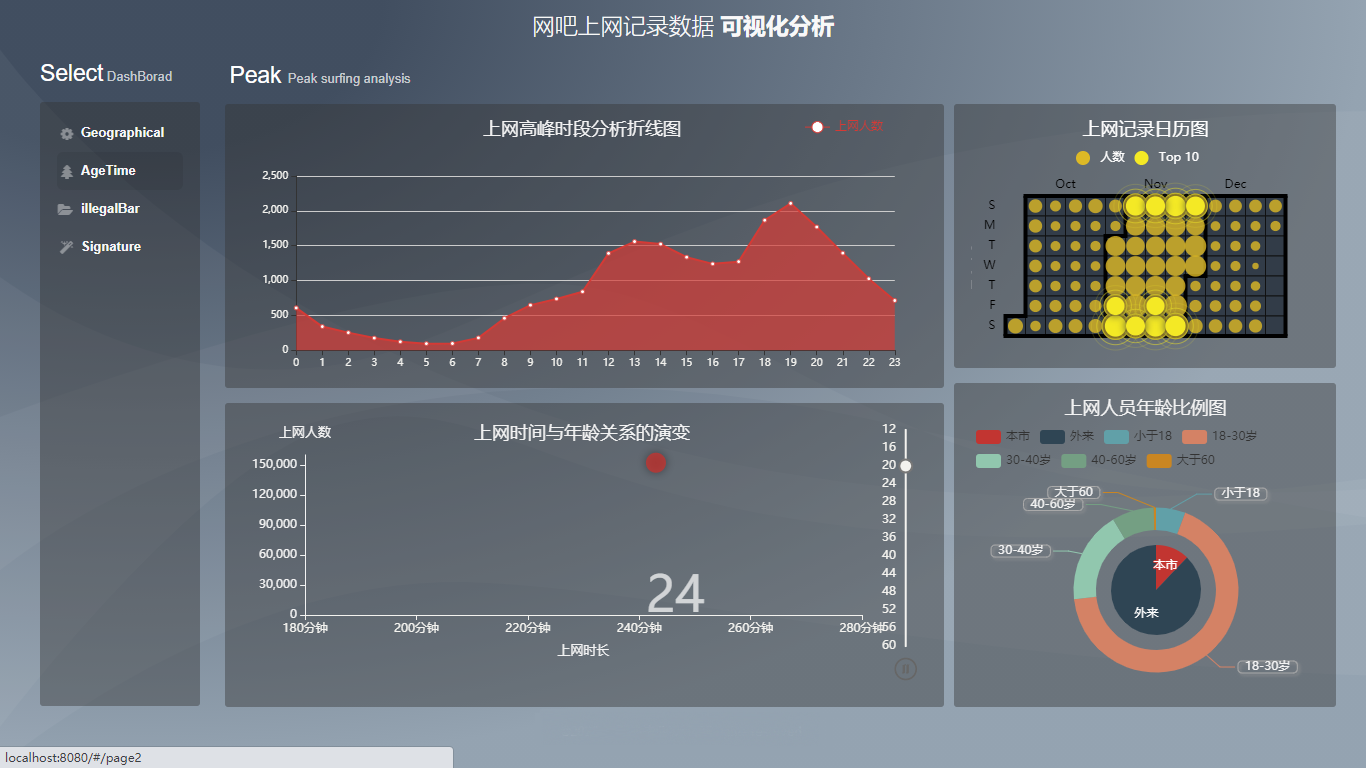 网吧上网记录数据 可视化分析
Select DashBorad
Peak Peak surfing analysis
Geographical
AgeTime
illegalBar
Signature
上网高峰时段分析折线图
上网人数
2,500
2,000
1,500
1,000
500
0
0 1 2 3 4 5 6 7 8 9 10 11 12 13 14 15 16 17 18 19 20 21 22 23
上网记录日历图
人数 Top 10
Oct Nov Dec
S
M
T
W
T
F
S
上网时间与年龄关系的演变
上网人数
150,000
120,000
90,000
60,000
30,000
0
180分钟 200分钟 220分钟 240分钟 260分钟 280分钟
上网时长
24
12
16
20
24
28
32
36
40
44
48
52
56
60
上网人员年龄比例图
本市 外来 小于18 18-30岁
30-40岁 40-60岁 大于60
大于60
小于18
40-60岁
30-40岁
本市
外来
18-30岁
localhost:8080/#/page2